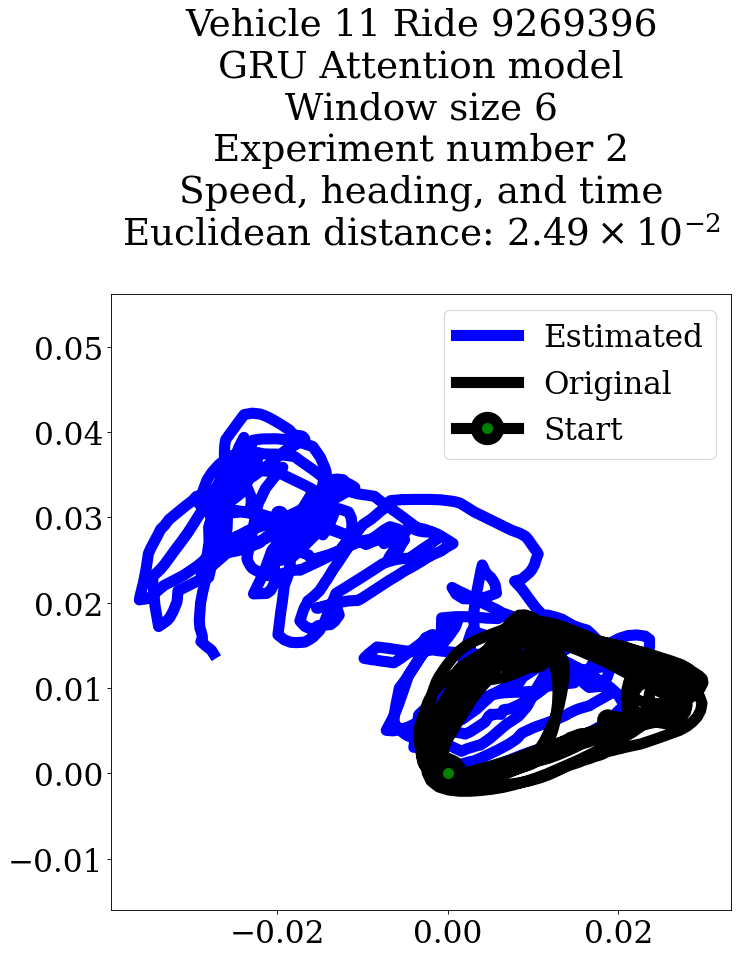 Vehicle 11 Ride 9269396
GRU Attention model
Window size 6
Experiment number 2
Speed, heading, and time
Euclidean distance: 2.49 × 10⁻²
Estimated
Original
Start
0.05
0.04
0.03
0.02
0.01
0.00
−0.01
−0.02 0.00 0.02